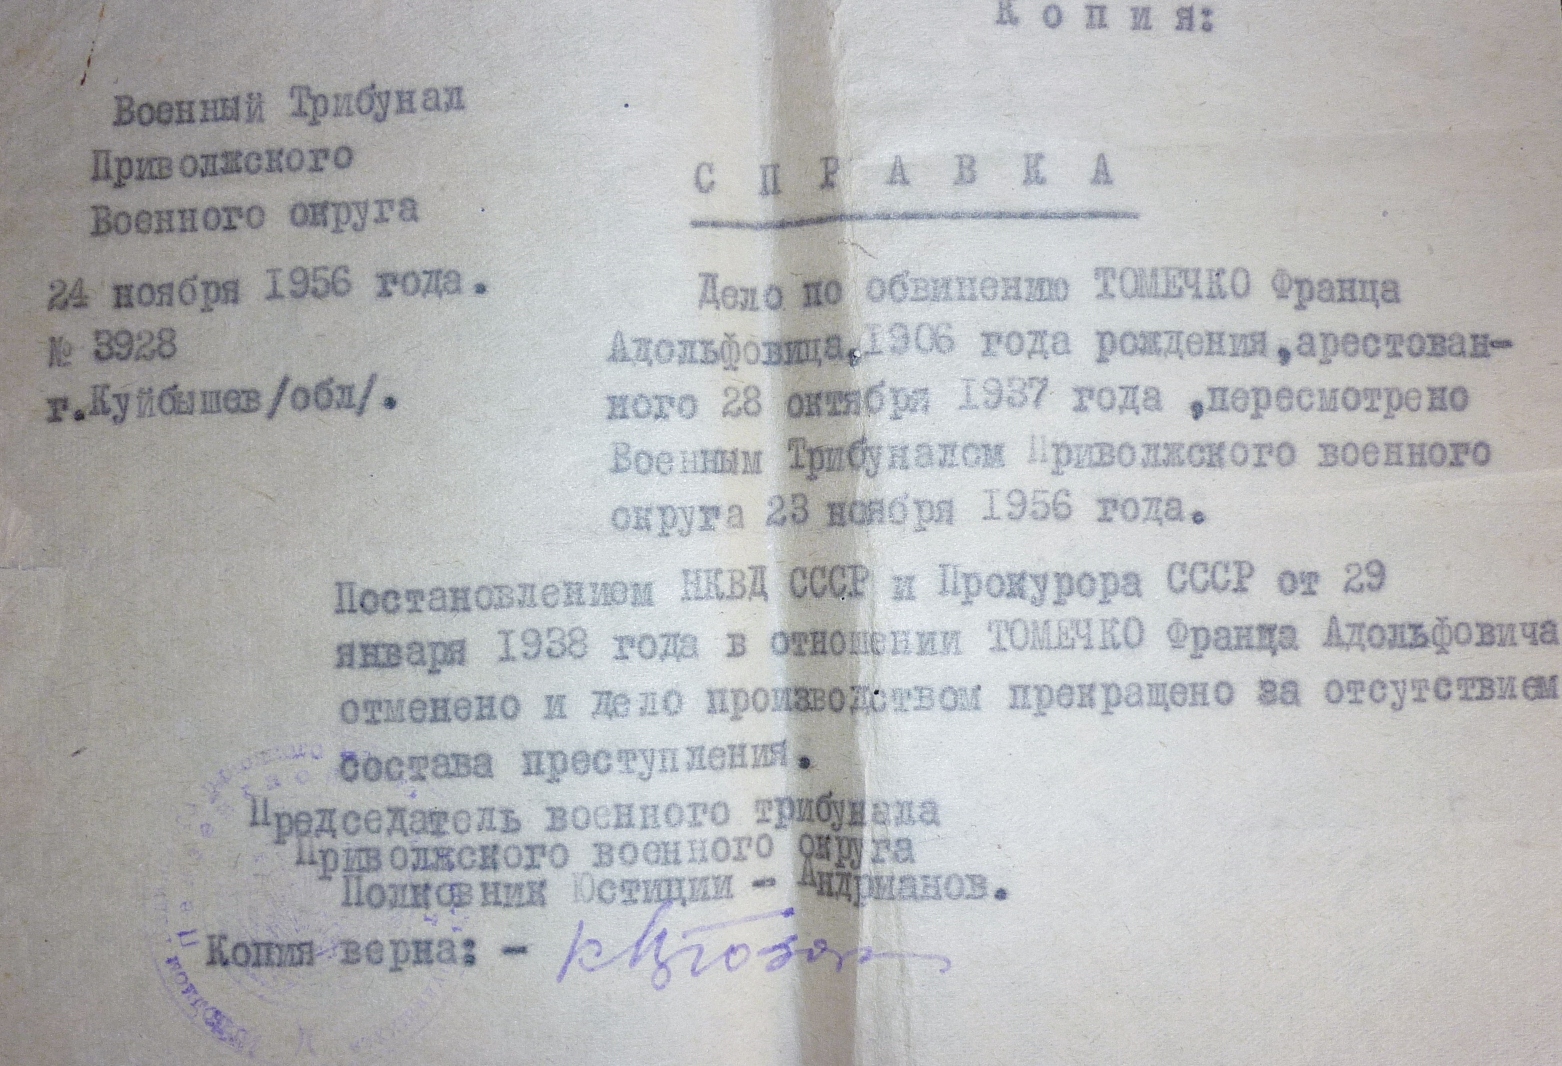 Копия:
Военный Трибунал
Приволжского
Военного округа
24 ноября 1956 года.
№ 3928
г.Куйбышев/обл/.
СПРАВКА
Дело по обвинению ТОМЕЧКО Франца
Адольфовица,1906 года рождения,арестован-
ного 28 октября 1937 года ,пересмотрено
Военным Трибуналом Приволжского военного
округа 23 ноября 1956 года.
Постановлением НКВД СССР и Прокурора СССР от 29
января 1938 года в отношении ТОМЕЧКО Франца Адольфовича
отменено и дело производством прекращено за отсутствием
состава преступления.
Председатель военного трибунала
Приволжского военного округа
Полковник Юстиции - Андрианов.
Копия верна: -